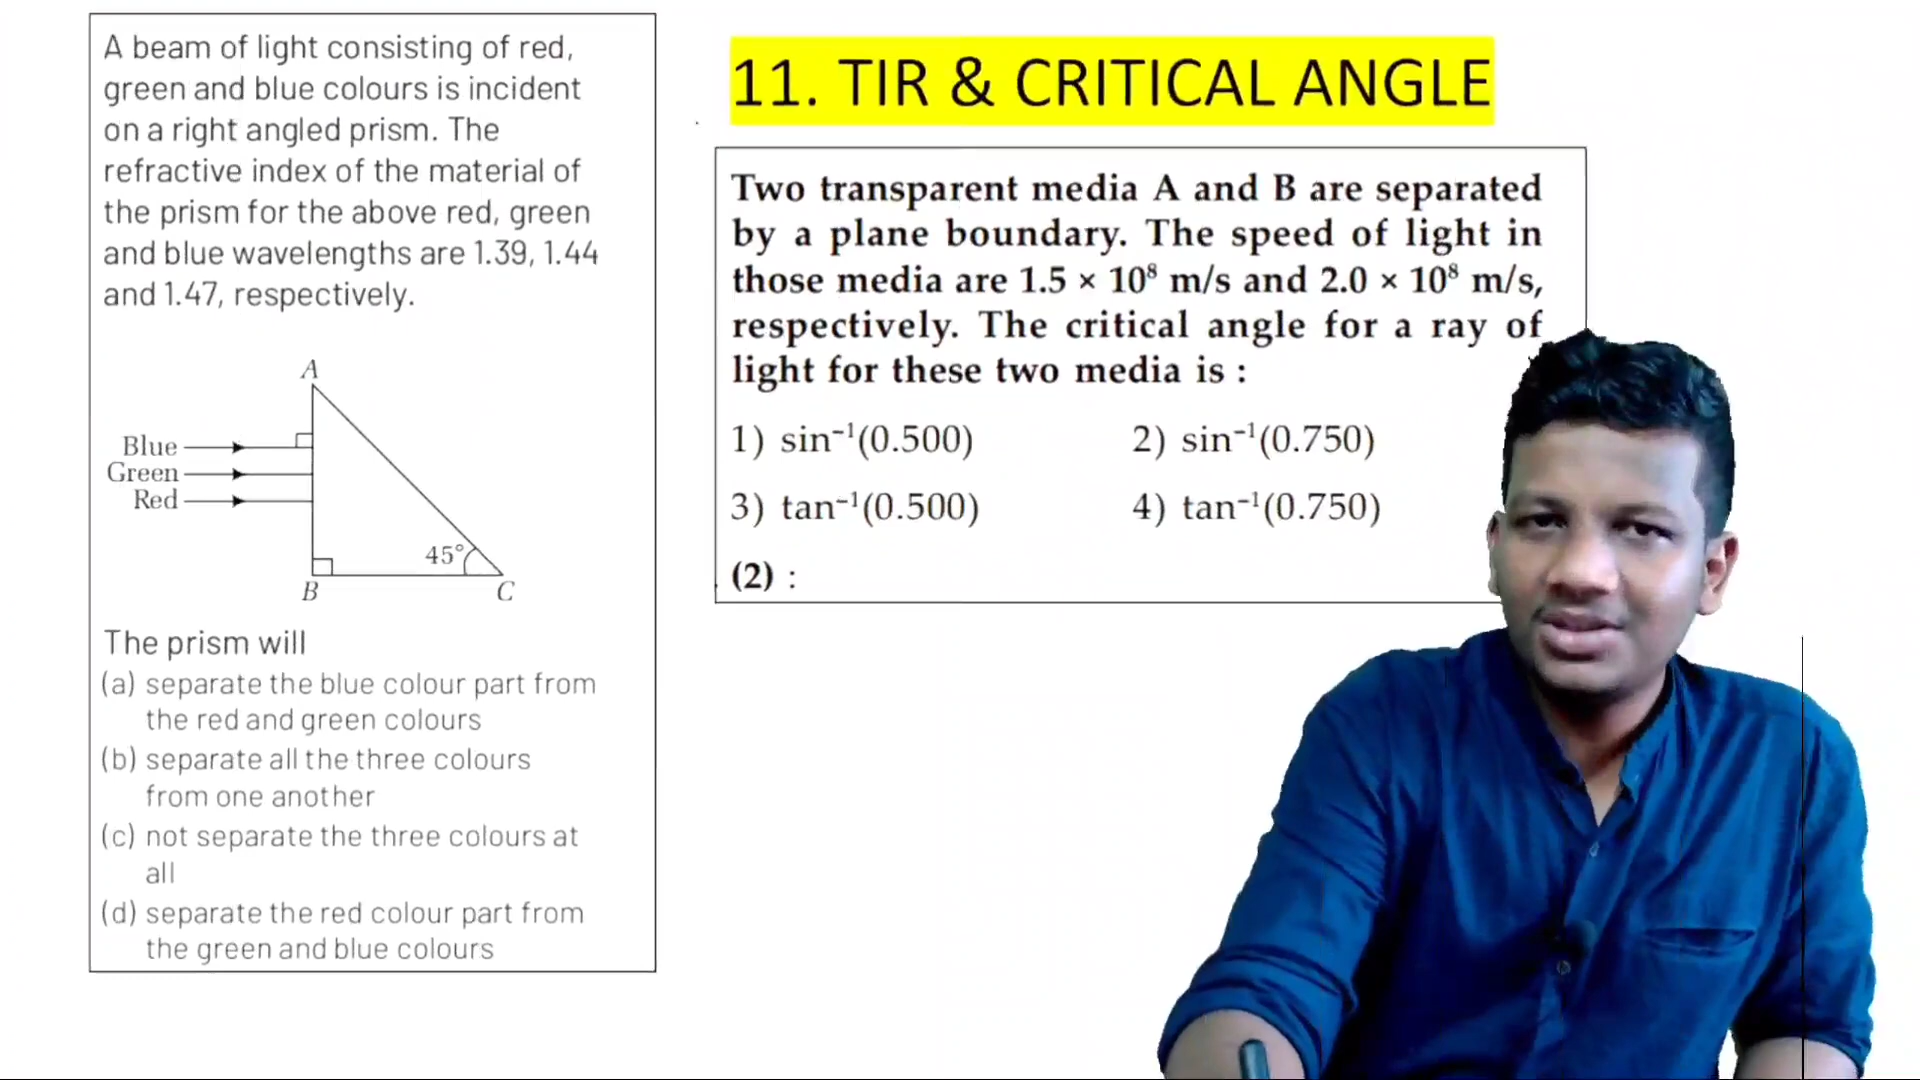 A beam of light consisting of red,
green and blue colours is incident
on a right angled prism. The
refractive index of the material of
the prism for the above red, green
and blue wavelengths are 1.39, 1.44
and 1.47, respectively.
A
Blue
Green
Red
45°
B
C
The prism will
(a) separate the blue colour part from
the red and green colours
(b) separate all the three colours
from one another
(c) not separate the three colours at
all
(d) separate the red colour part from
the green and blue colours
11. TIR & CRITICAL ANGLE
Two transparent media A and B are separated
by a plane boundary. The speed of light in
those media are 1.5 × 10⁸ m/s and 2.0 × 10⁸ m/s,
respectively. The critical angle for a ray of
light for these two media is :
1) sin⁻¹(0.500) 2) sin⁻¹(0.750)
3) tan⁻¹(0.500) 4) tan⁻¹(0.750)
(2) :